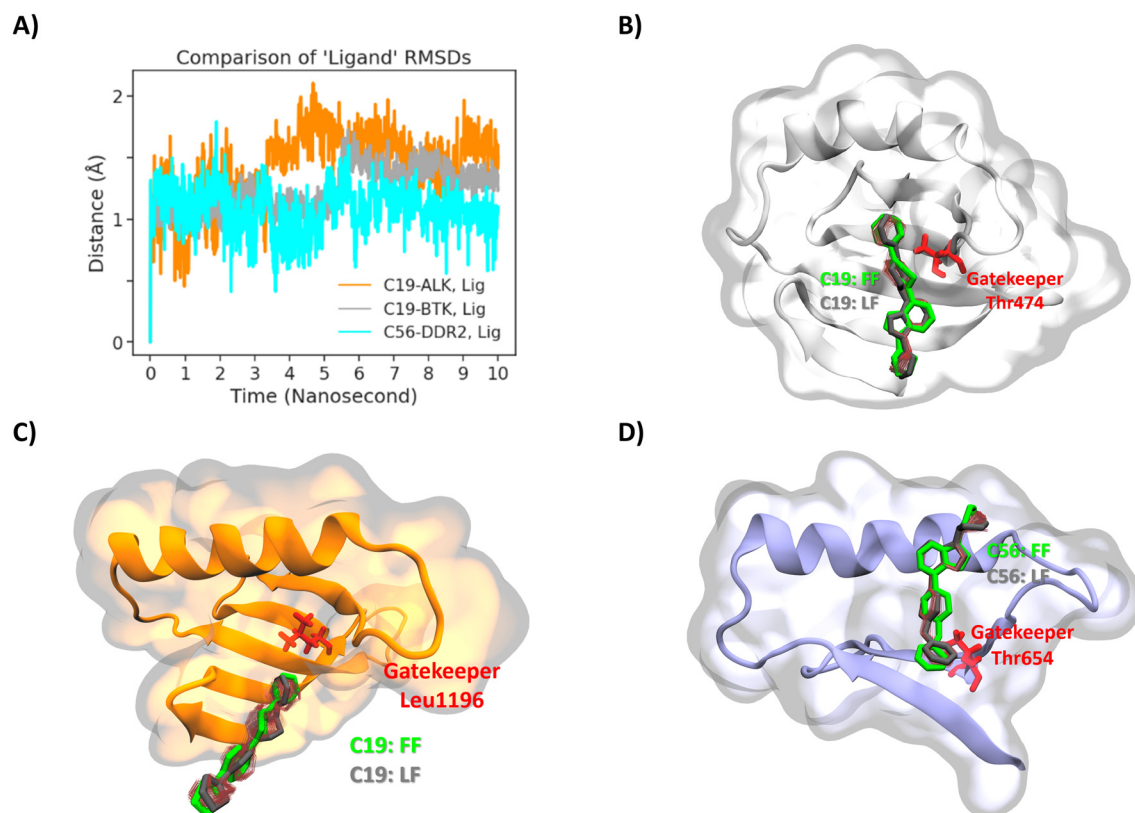 A)
Comparison of 'Ligand' RMSDs
Distance (Å)
2
1
0
C19-ALK, Lig
C19-BTK, Lig
C56-DDR2, Lig
0 1 2 3 4 5 6 7 8 9 10
Time (Nanosecond)
B)
C19: FF
C19: LF
Gatekeeper
Thr474
C)
Gatekeeper
Leu1196
C19: FF
C19: LF
D)
C56: FF
C56: LF
Gatekeeper
Thr654